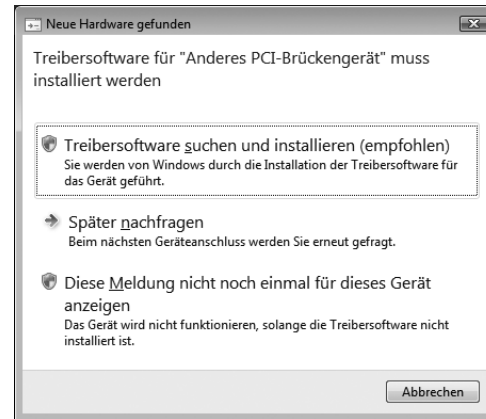 Neue Hardware gefunden
Treibersoftware für "Anderes PCI-Brückengerät" muss
installiert werden
Treibersoftware suchen und installieren (empfohlen)
Sie werden von Windows durch die Installation der Treibersoftware für
das Gerät geführt.
Später nachfragen
Beim nächsten Geräteanschluss werden Sie erneut gefragt.
Diese Meldung nicht noch einmal für dieses Gerät
anzeigen
Das Gerät wird nicht funktionieren, solange die Treibersoftware nicht
installiert ist.
Abbrechen